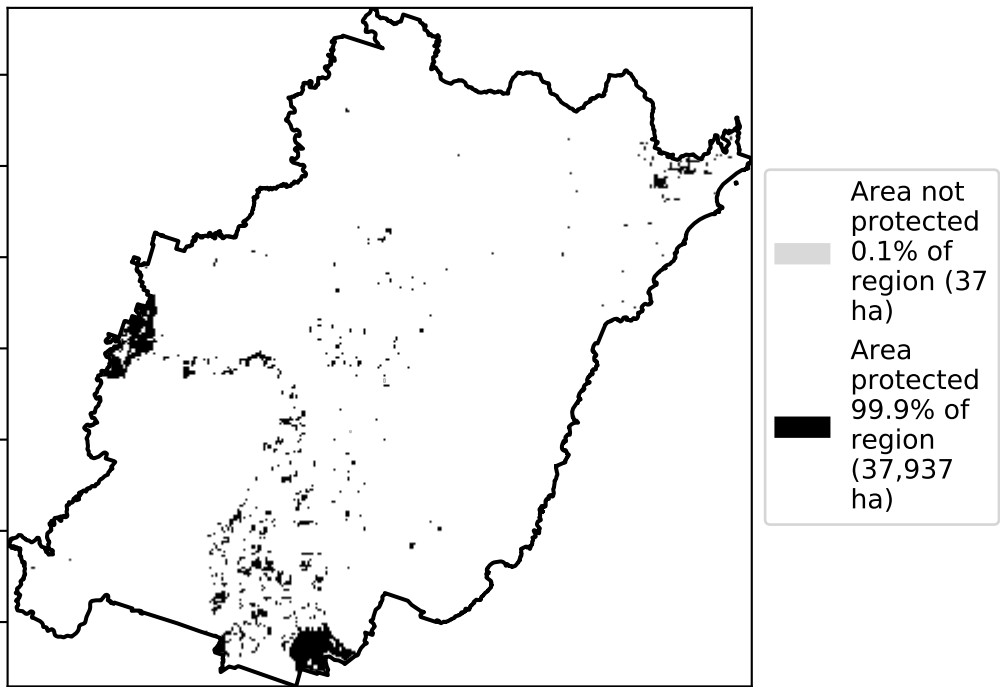 Area not
protected
0.1% of
region (37
ha)
Area
protected
99.9% of
region
(37,937
ha)